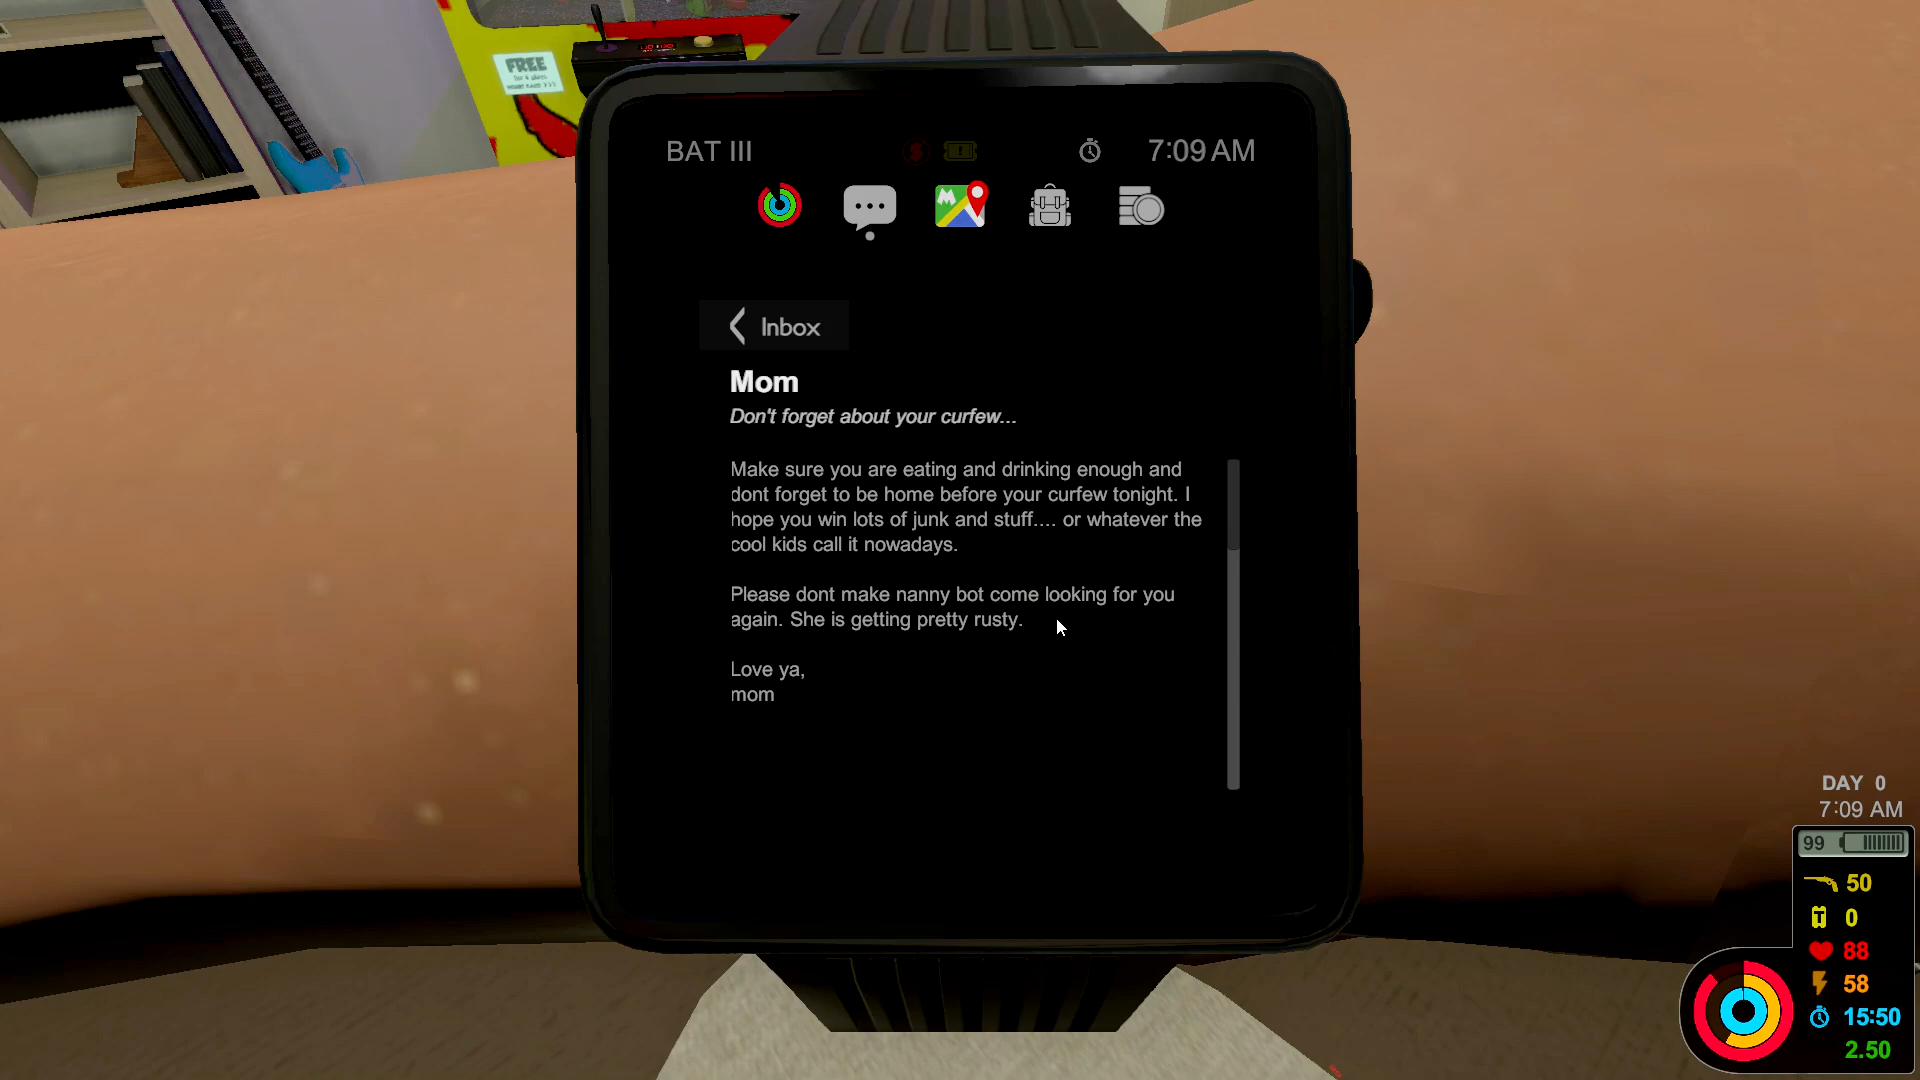 FREE
BAT III
7:09 AM
Inbox
Mom
Don't forget about your curfew...
Make sure you are eating and drinking enough and
dont forget to be home before your curfew tonight. I
hope you win lots of junk and stuff.... or whatever the
cool kids call it nowadays.
Please dont make nanny bot come looking for you
again. She is getting pretty rusty.
Love ya,
mom
DAY 0
7:09 AM
99
50
T 0
88
58
15:50
2.50